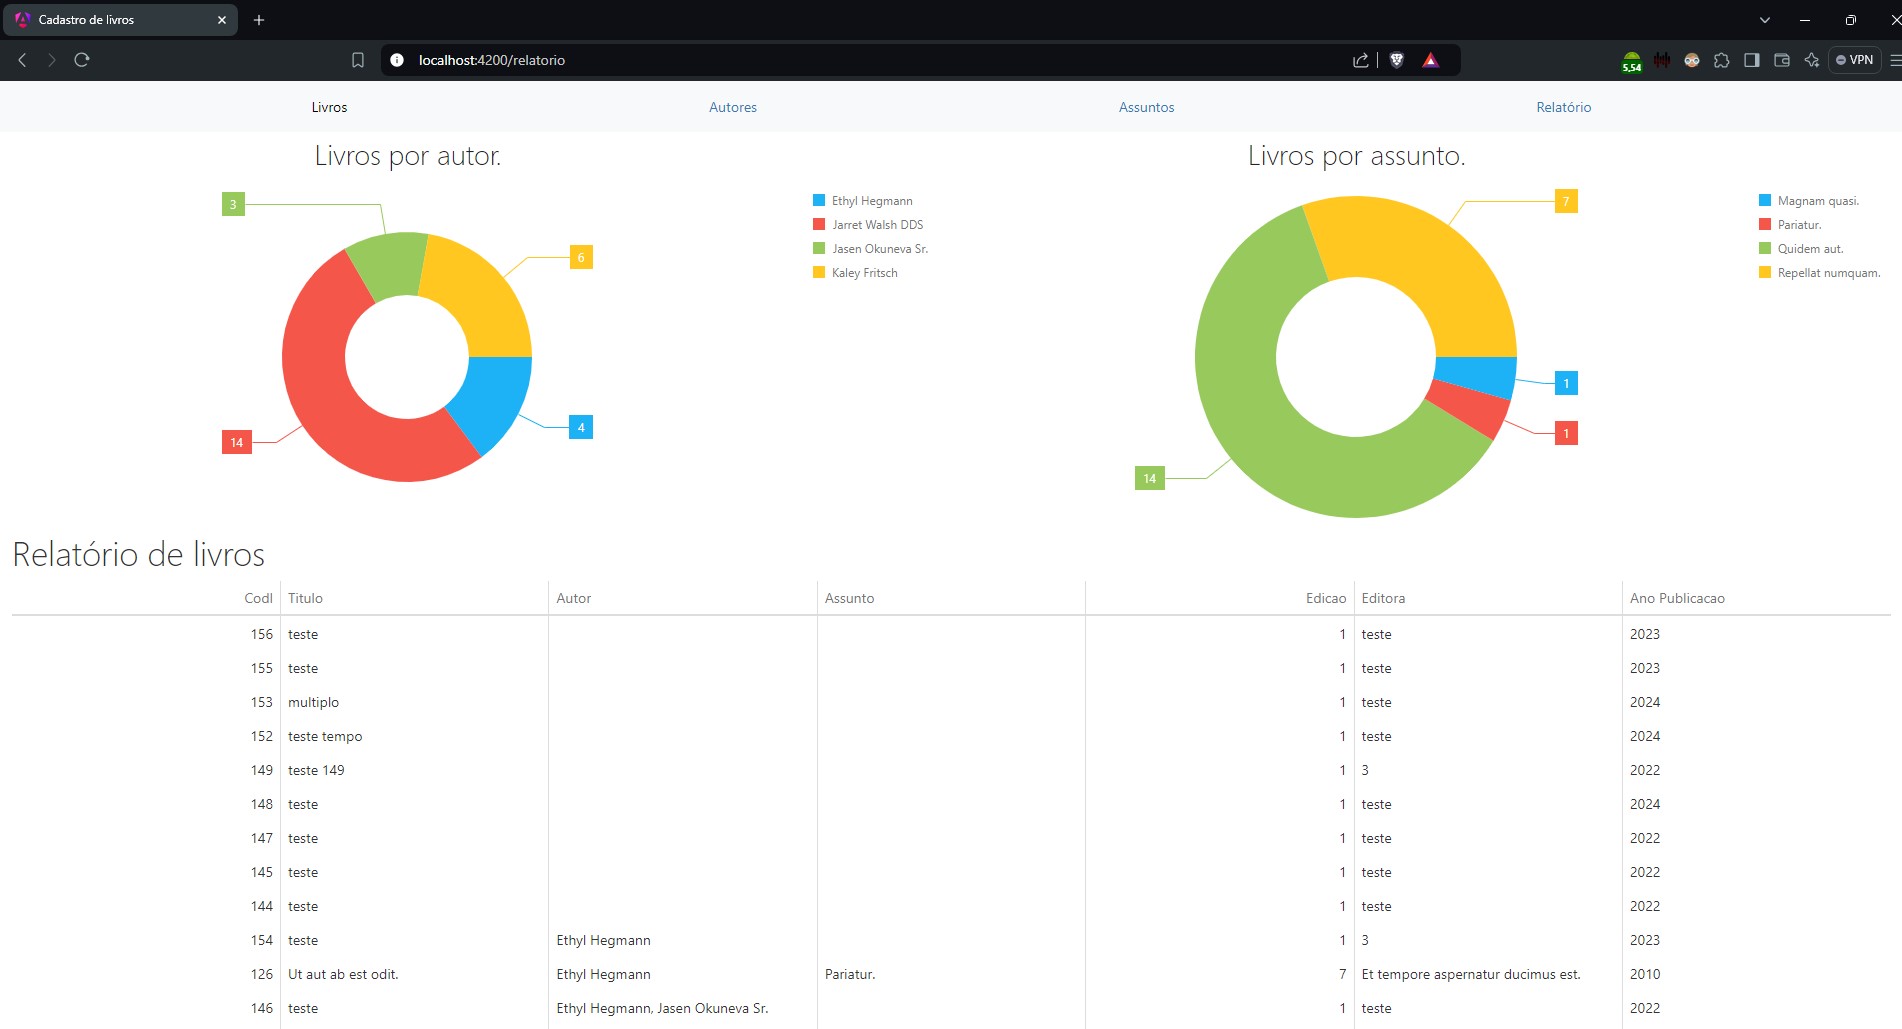 Cadastro de livros
localhost:4200/relatorio
5,54
VPN
Livros Autores Assuntos Relatório
Livros por autor.
3
6
14
4
Ethyl Hegmann
Jarret Walsh DDS
Jasen Okuneva Sr.
Kaley Fritsch
Livros por assunto.
7
1
1
14
Magnam quasi.
Pariatur.
Quidem aut.
Repellat numquam.
Relatório de livros
Codl Titulo Autor Assunto Edicao Editora Ano Publicacao
156 teste 1 teste 2023
155 teste 1 teste 2023
153 multiplo 1 teste 2024
152 teste tempo 1 teste 2024
149 teste 149 1 3 2022
148 teste 1 teste 2024
147 teste 1 teste 2022
145 teste 1 teste 2022
144 teste 1 teste 2022
154 teste Ethyl Hegmann 1 3 2023
126 Ut aut ab est odit. Ethyl Hegmann Pariatur. 7 Et tempore aspernatur ducimus est. 2010
146 teste Ethyl Hegmann, Jasen Okuneva Sr. 1 teste 2022